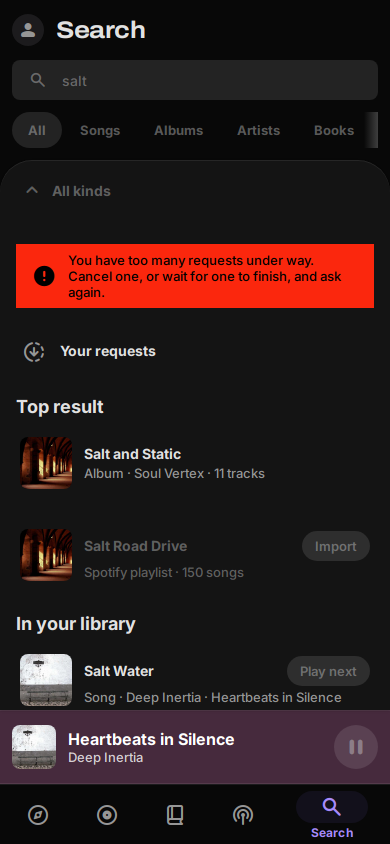 Search
salt
All
Songs
Albums
Artists
Books
All kinds
You have too many requests under way.
Cancel one, or wait for one to finish, and ask
again.
Your requests
Top result
Salt and Static
Album · Soul Vertex · 11 tracks
Salt Road Drive
Import
Spotify playlist · 150 songs
In your library
Salt Water
Play next
Song · Deep Inertia · Heartbeats in Silence
Heartbeats in Silence
Deep Inertia
Search